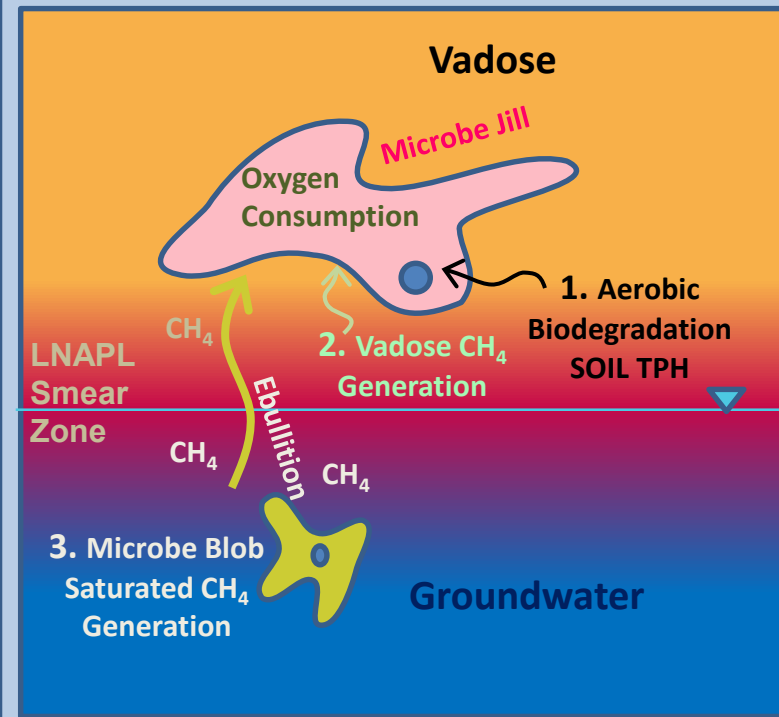 Vadose
Microbe Jill
Oxygen
Consumption
1. Aerobic
Biodegradation
SOIL TPH
CH₄
2. Vadose CH₄
Generation
LNAPL
Smear
Zone
Ebullition
CH₄
CH₄
3. Microbe Blob
Saturated CH₄
Generation
Groundwater